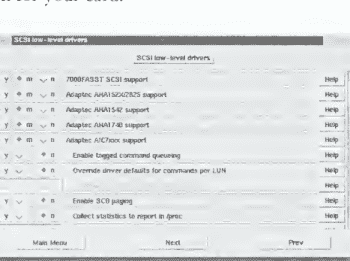 for your card.
SCSI low-level drivers
SCSI low-level drivers
y m n 7000FASST SCSI support Help
y m n Adaptec AHA152X/2825 support Help
y m n Adaptec AHA1542 support Help
y m n Adaptec AHA1740 support Help
y m n Adaptec AIC7xxx support Help
y n Enable tagged command queueing Help
y n Override driver defaults for commands per LUN Help
Help
y n Enable SCB paging Help
y n Collect statistics to report in /proc Help
Main Menu Next Prev